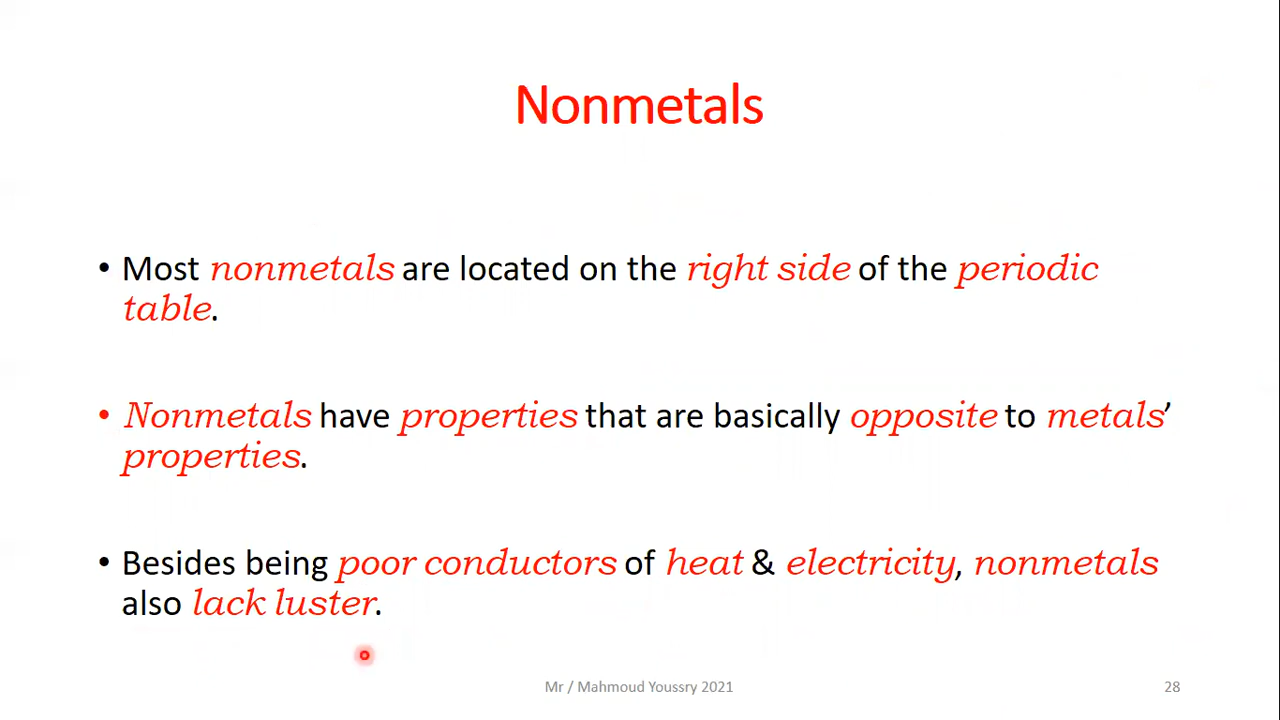 Nonmetals
• Most nonmetals are located on the right side of the periodic
table.
• Nonmetals have properties that are basically opposite to metals’
properties.
• Besides being poor conductors of heat & electricity, nonmetals
also lack luster.
Mr / Mahmoud Youssry 2021
28